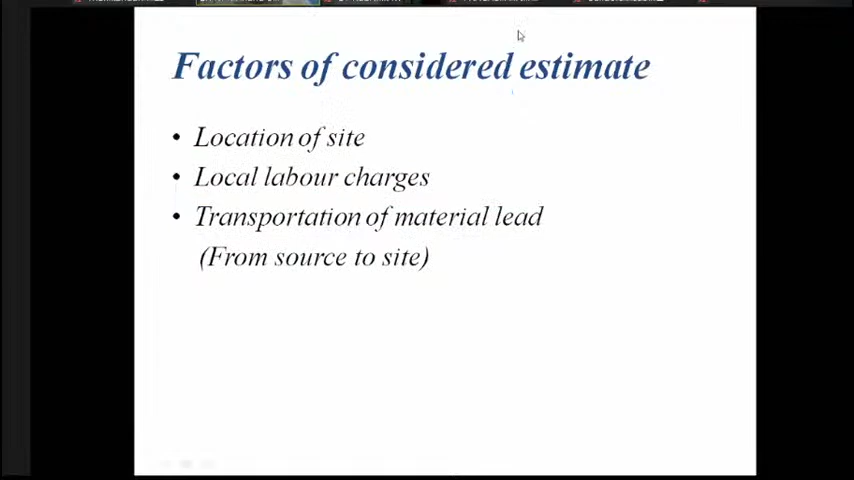 Factors of considered estimate
• Location of site
• Local labour charges
• Transportation of material lead
(From source to site)